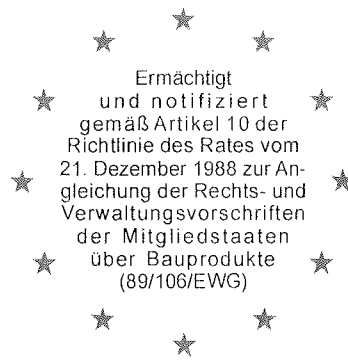 Ermächtigt
und notifiziert
gemäß Artikel 10 der
Richtlinie des Rates vom
21. Dezember 1988 zur An-
gleichung der Rechts- und
Verwaltungsvorschriften
der Mitgliedstaaten
über Bauprodukte
(89/106/EWG)